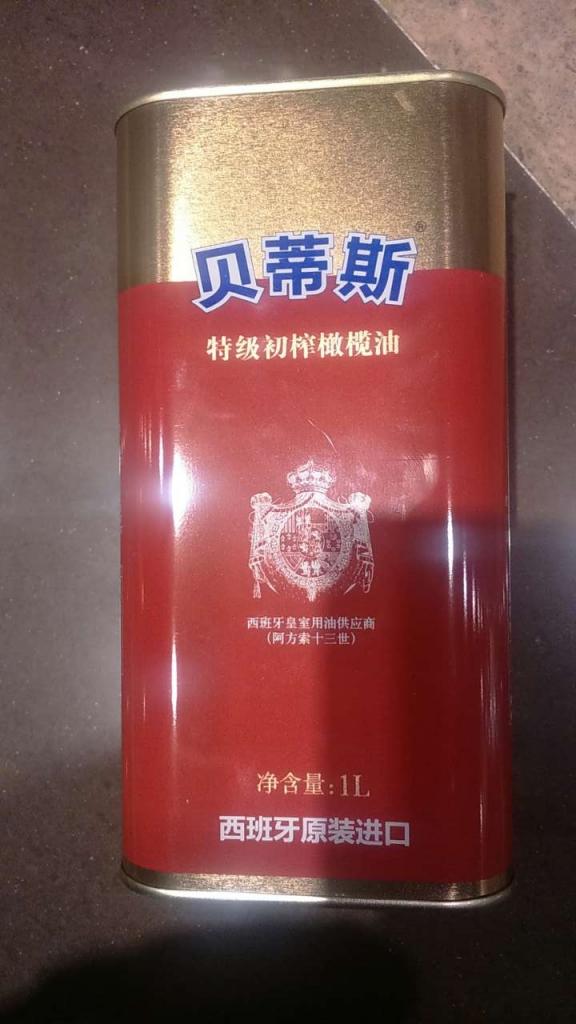 贝蒂斯®
特级初榨橄榄油
西班牙皇室用油供应商
(阿方索十三世)
净含量:1L
西班牙原装进口